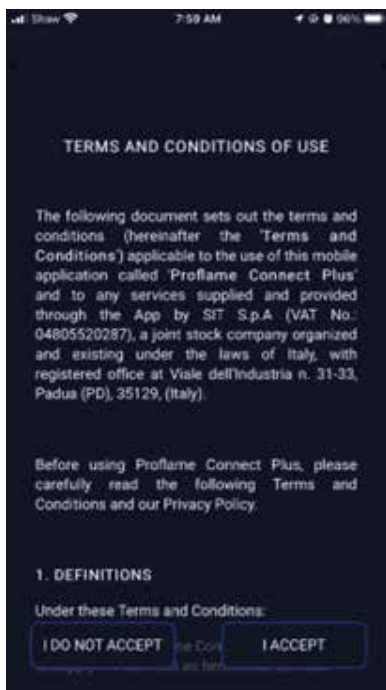 Shaw 7:59 AM 96%
TERMS AND CONDITIONS OF USE
The following document sets out the terms and
conditions (hereinafter the 'Terms and
Conditions') applicable to the use of this mobile
application called 'Proflame Connect Plus'
and to any services supplied and provided
through the App by SIT S.p.A (VAT No.:
04805520287), a joint stock company organized
and existing under the laws of Italy, with
registered office at Viale dell'Industria n. 31-33,
Padua (PD), 35129, (Italy).
Before using Proflame Connect Plus, please
carefully read the following Terms and
Conditions and our Privacy Policy.
1. DEFINITIONS
Under these Terms and Conditions:
I DO NOT ACCEPT I ACCEPT